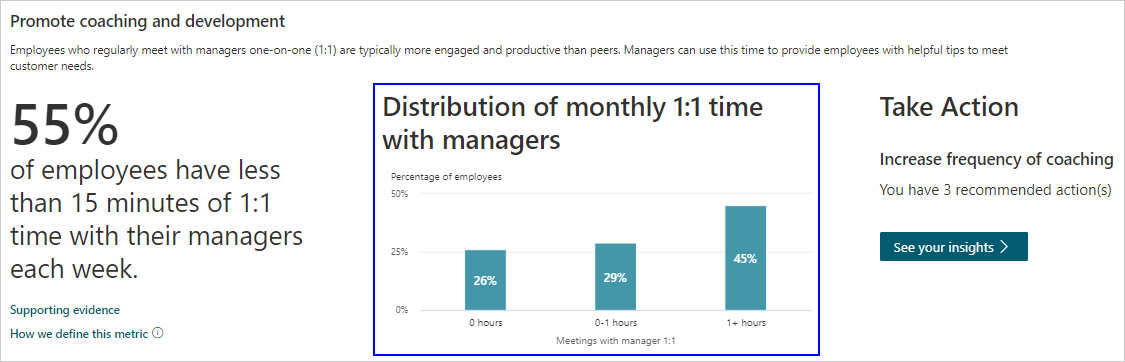 Promote coaching and development
Employees who regularly meet with managers one-on-one (1:1) are typically more engaged and productive than peers. Managers can use this time to provide employees with helpful tips to meet
customer needs.
55%
of employees have less
than 15 minutes of 1:1
time with their managers
each week.
Supporting evidence
How we define this metric
Distribution of monthly 1:1 time
with managers
Percentage of employees
50%
25%
0%
26%
29%
45%
0 hours
0-1 hours
1+ hours
Meetings with manager 1:1
Take Action
Increase frequency of coaching
You have 3 recommended action(s)
See your insights